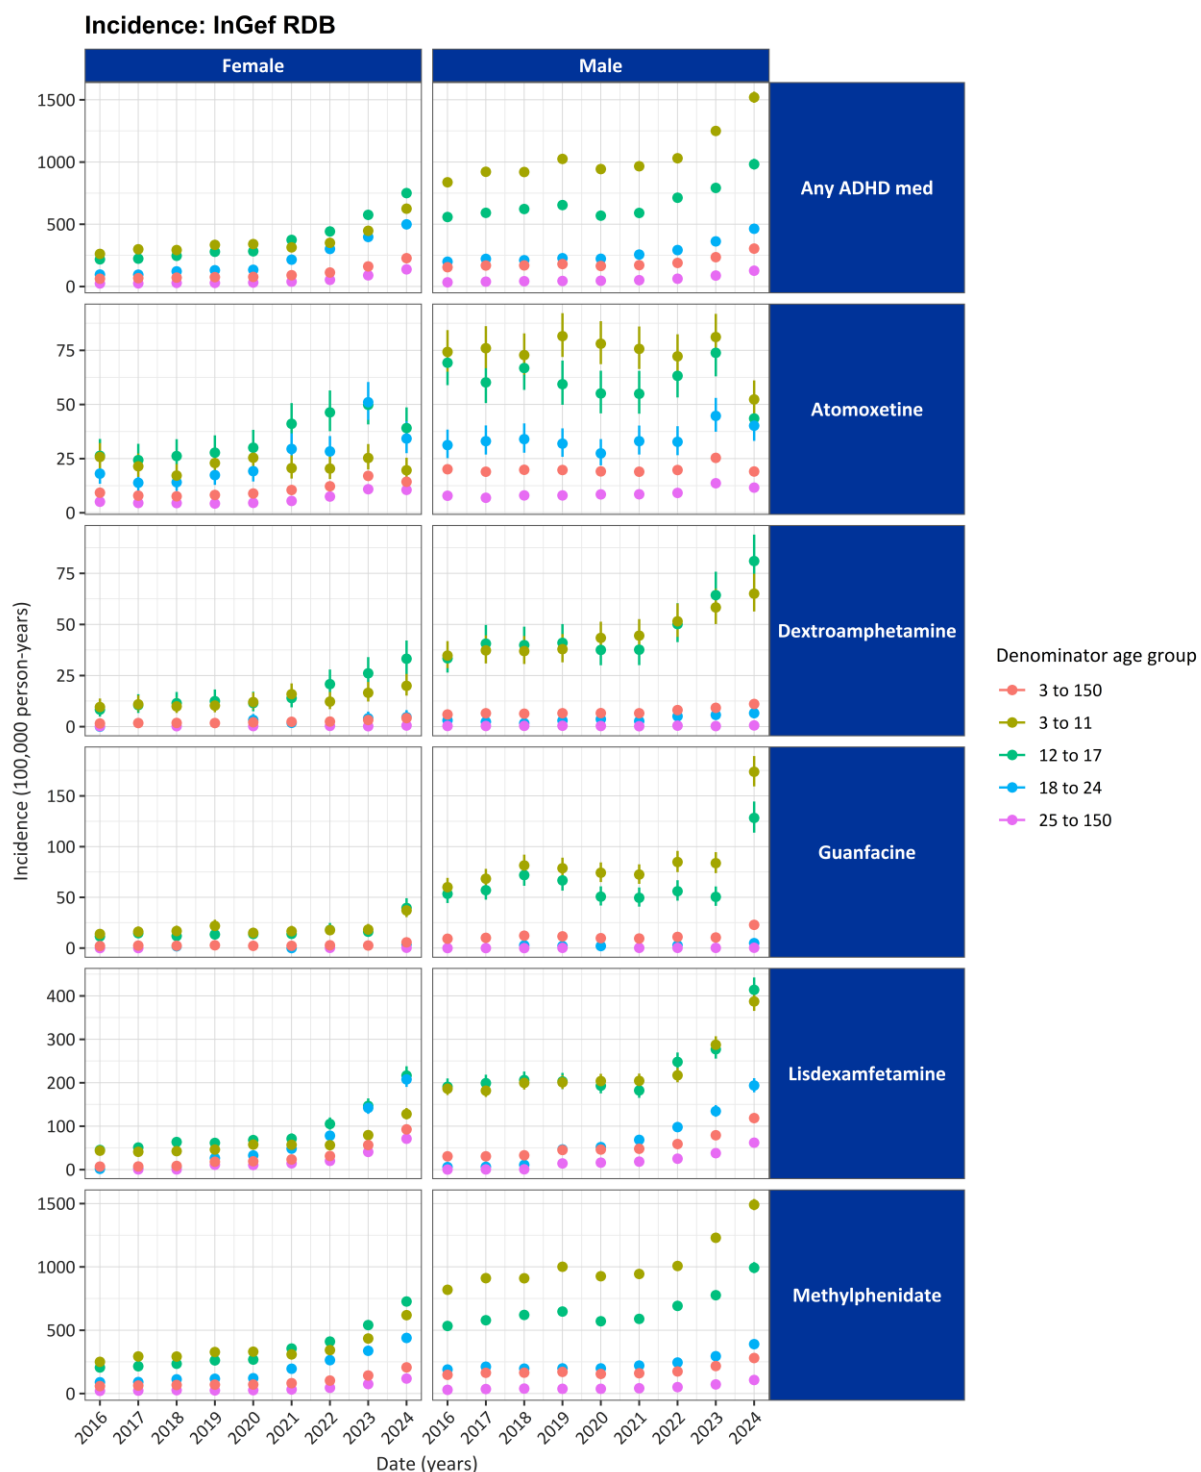 Incidence: InGef RDB
Female
Male
1500
1000
500
0
Any ADHD med
75
50
25
0
Atomoxetine
75
50
25
0
Dextroamphetamine
150
100
50
0
Guanfacine
400
300
200
100
0
Lisdexamfetamine
1500
1000
500
0
Methylphenidate
2016 2017 2018 2019 2020 2021 2022 2023 2024
2016 2017 2018 2019 2020 2021 2022 2023 2024
Date (years)
Incidence (100,000 person-years)
Denominator age group
3 to 150
3 to 11
12 to 17
18 to 24
25 to 150